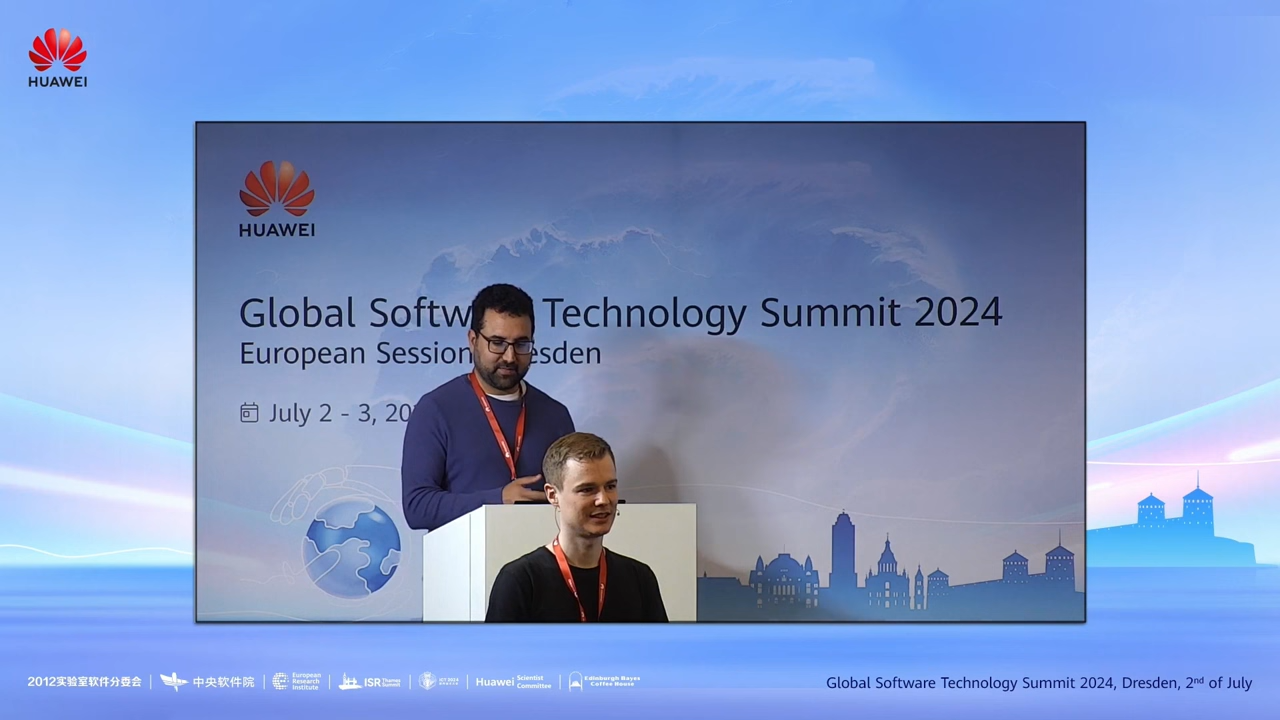 HUAWEI
HUAWEI
Global Softw Technology Summit 2024
European Session esden
July 2 - 3, 20
2012实验室软件分委会
中央软件院
European
Research
Institute
ISR Thames
Summit
Huawei Scientist
Committee
Edinburgh Bayes
Coffee House
Global Software Technology Summit 2024, Dresden, 2nd of July